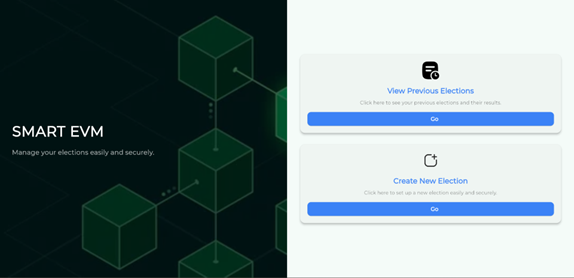 SMART EVM
Manage your elections easily and securely.
View Previous Elections
Click here to see your previous elections and their results.
Go
Create New Election
Click here to set up a new election easily and securely.
Go